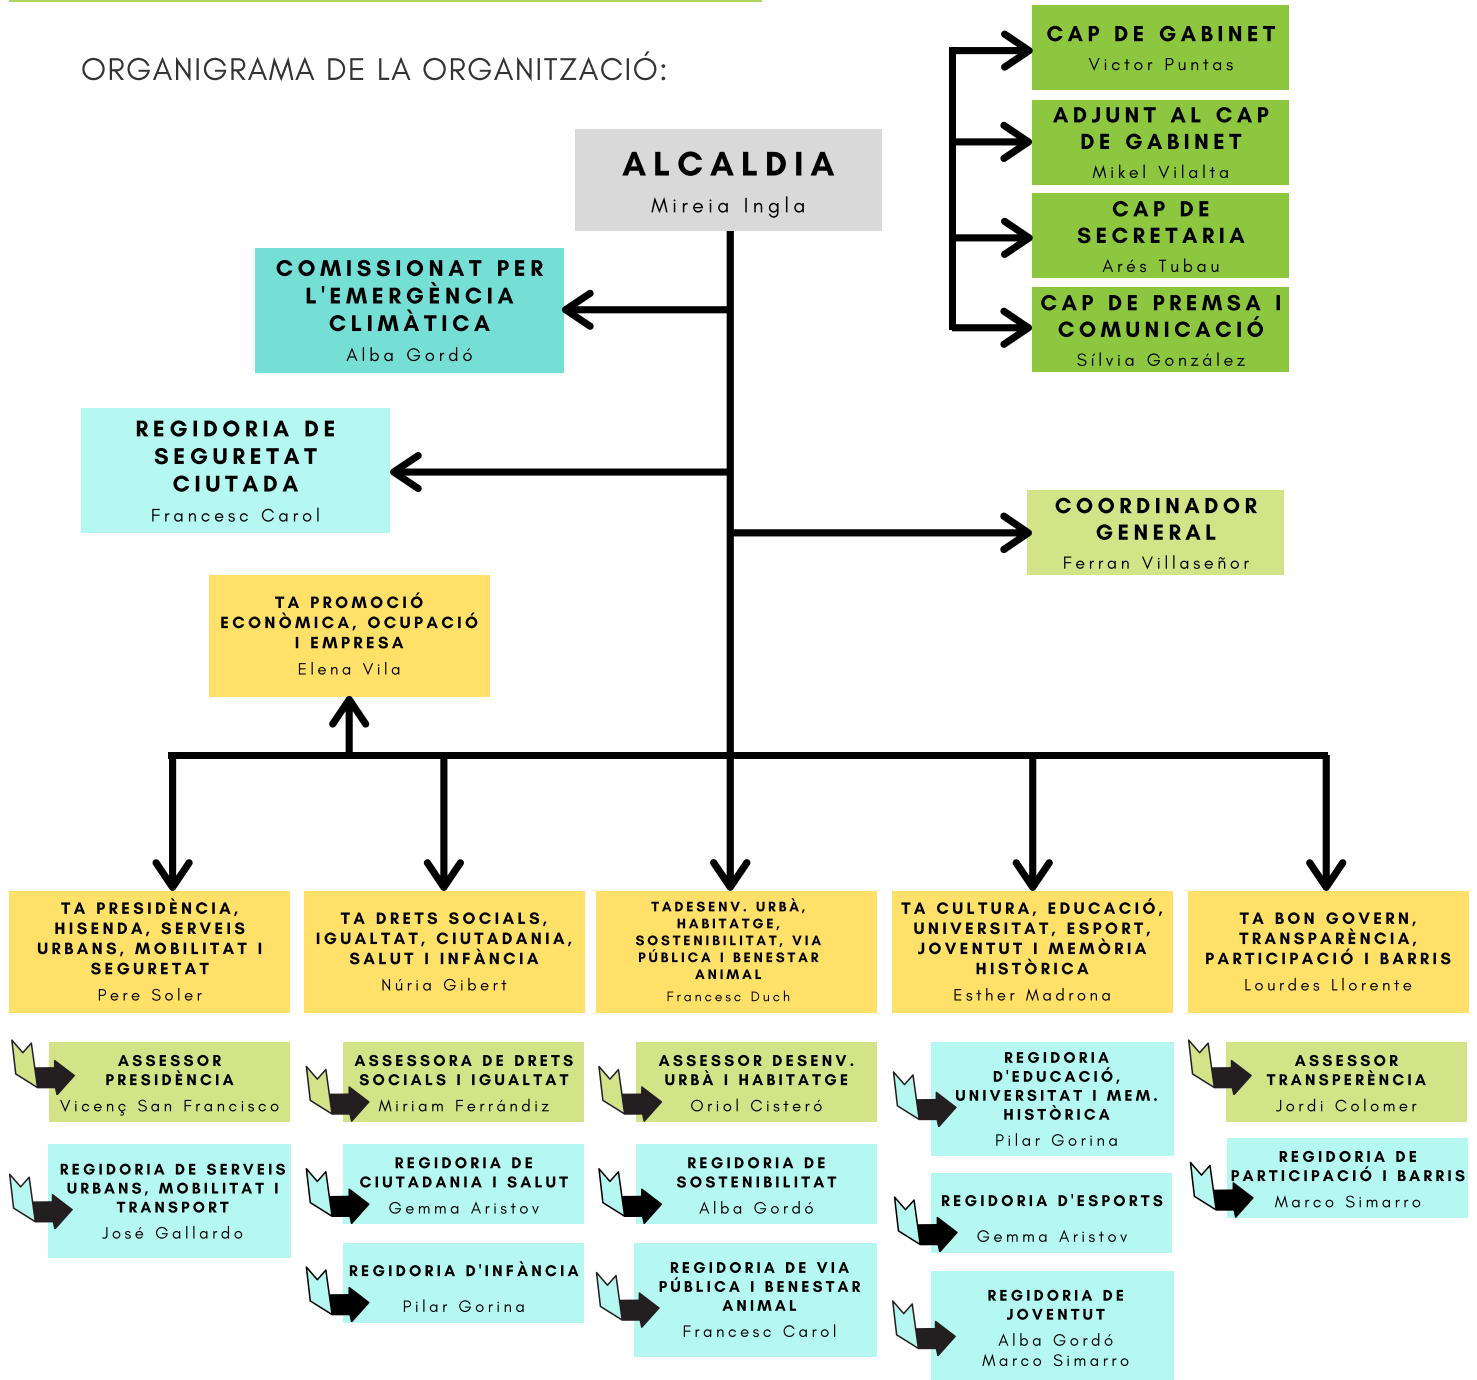 ORGANIGRAMA DE LA ORGANITZACIÓ:
CAP DE GABINET
Victor Puntas
ADJUNT AL CAP
DE GABINET
Mikel Vilalta
CAP DE
SECRETARIA
Arés Tubau
CAP DE PREMSA I
COMUNICACIÓ
Sílvia González
ALCALDIA
Mireia Ingla
COMISSIONAT PER
L'EMERGÈNCIA
CLIMÀTICA
Alba Gordó
REGIDORIA DE
SEGURETAT
CIUTADA
Francesc Carol
COORDINADOR
GENERAL
Ferran Villaseñor
TA PROMOCIÓ
ECONÒMICA, OCUPACIÓ
I EMPRESA
Elena Vila
TA PRESIDÈNCIA,
HISENDA, SERVEIS
URBANS, MOBILITAT I
SEGURETAT
Pere Soler
ASSESSOR
PRESIDÈNCIA
Vicenç San Francisco
REGIDORIA DE SERVEIS
URBANS, MOBILITAT I
TRANSPORT
José Gallardo
TA DRETS SOCIALS,
IGUALTAT, CIUTADANIA,
SALUT I INFÀNCIA
Núria Gibert
ASSESSORA DE DRETS
SOCIALS I IGUALTAT
Miriam Ferrándiz
REGIDORIA DE
CIUTADANIA I SALUT
Gemma Aristov
REGIDORIA D'INFÀNCIA
Pilar Gorina
TADESENV. URBÀ,
HABITATGE,
SOSTENIBILITAT, VIA
PÚBLICA I BENESTAR
ANIMAL
Francesc Duch
ASSESSOR DESENV.
URBÀ I HABITATGE
Oriol Cisteró
REGIDORIA DE
SOSTENIBILITAT
Alba Gordó
REGIDORIA DE VIA
PÚBLICA I BENESTAR
ANIMAL
Francesc Carol
TA CULTURA, EDUCACIÓ,
UNIVERSITAT, ESPORT,
JOVENTUT I MEMÒRIA
HISTÒRICA
Esther Madrona
REGIDORIA
D'EDUCACIÓ,
UNIVERSITAT I MEM.
HISTÒRICA
Pilar Gorina
REGIDORIA D'ESPORTS
Gemma Aristov
REGIDORIA DE
JOVENTUT
Alba Gordó
Marco Simarro
TA BON GOVERN,
TRANSPARÈNCIA,
PARTICIPACIÓ I BARRIS
Lourdes Llorente
ASSESSOR
TRANSPERÈNCIA
Jordi Colomer
REGIDORIA DE
PARTICIPACIÓ I BARRIS
Marco Simarro